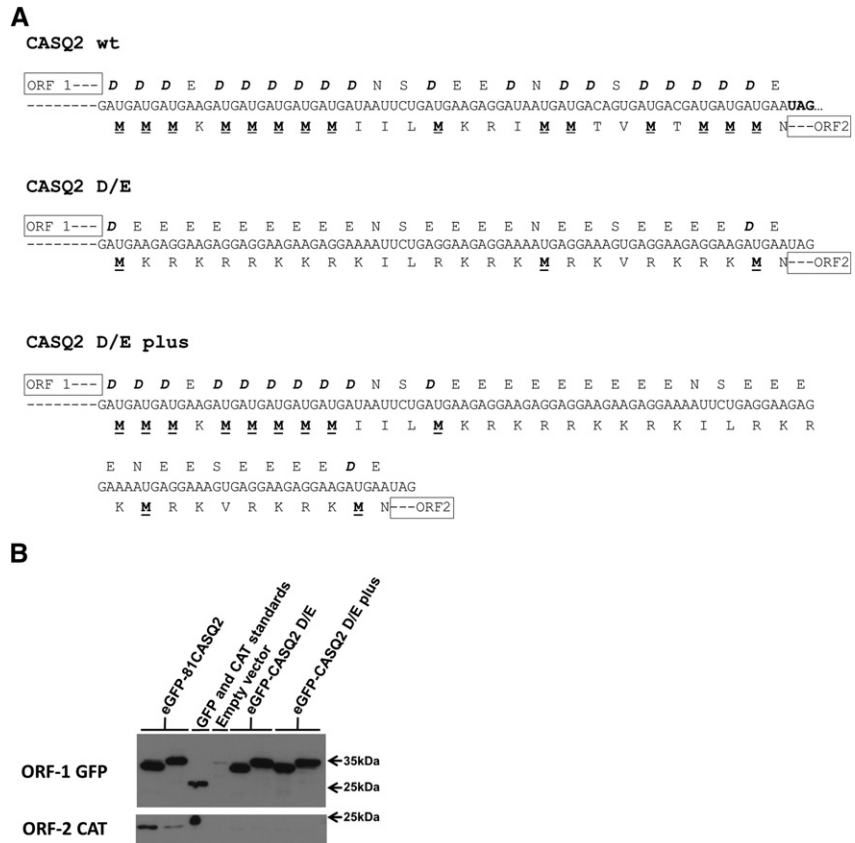 A
CASQ2 wt
ORF 1--- D D D E D D D D D D N S D E E D N D D S D D D D D E
--------GAUGAUGAUGAAGAUGAUGAUGAUGAUGAUAAUUCUGAUGAAGAGGAUAAUGAUGACAGUGAUGACGAUGAUGAUGAAUAG…
M M M K M M M M M I I L M K R I M M T V M T M M M N---ORF2
CASQ2 D/E
ORF 1--- D E E E E E E E E E N S E E E E N E E S E E E E D E
--------GAUGAAGAGGAAGAGGAGGAAGAAGAGGAAAAUUCUGAGGAAGAGGAAAAUGAGGAAAGUGAGGAAGAGGAAGAUGAAUAG
M K R K R R K K R K I L R K R K M R K V R K R K M N---ORF2
CASQ2 D/E plus
ORF 1--- D D D E D D D D D D N S D E E E E E E E E E N S E E E
--------GAUGAUGAUGAAGAUGAUGAUGAUGAUGAUAAUUCUGAUGAAGAGGAAGAGGAGGAAGAAGAGGAAAAUUCUGAGGAAGAG
M M M K M M M M M I I L M K R K R R K K R K I L R K R
E N E E S E E E E D E
GAAAAUGAGGAAAGUGAGGAAGAGGAAGAUGAAUAG
K M R K V R K R K M N---ORF2
B
eGFP-81CASQ2
GFP and CAT standards
Empty vector
eGFP-CASQ2 D/E
eGFP-CASQ2 D/E plus
ORF-1 GFP
35kDa
25kDa
ORF-2 CAT
25kDa